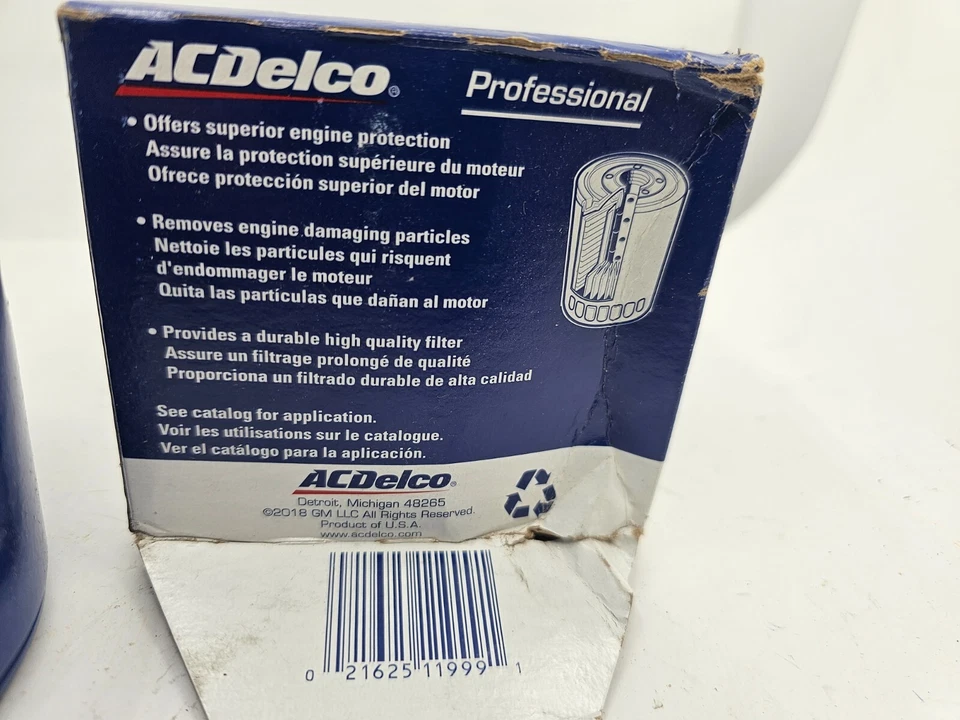 ACDelco®
Professional
• Offers superior engine protection
Assure la protection supérieure du moteur
Ofrece protección superior del motor
• Removes engine damaging particles
Nettoie les particules qui risquent
d'endommager le moteur
Quita las partículas que dañan al motor
• Provides a durable high quality filter
Assure un filtrage prolongé de qualité
Proporciona un filtrado durable de alta calidad
See catalog for application.
Voir les utilisations sur le catalogue.
Ver el catálogo para la aplicación.
ACDelco®
Detroit, Michigan 48265
©2018 GM LLC All Rights Reserved.
Product of U.S.A.
www.acdelco.com
0 21625 11999 1